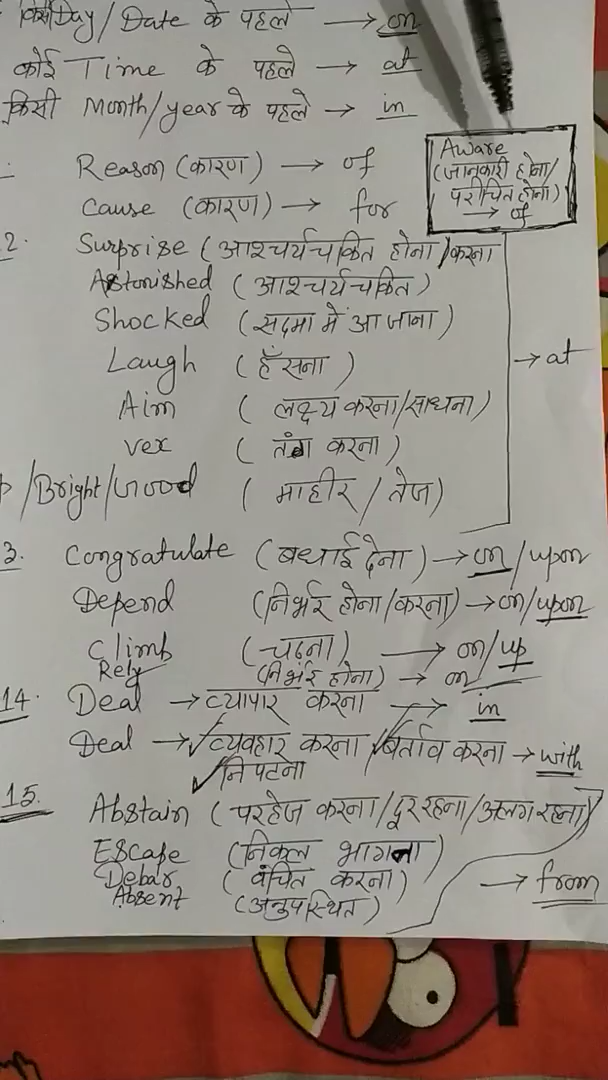 किसी Day/Date के पहले → on
कोई Time के पहले → at
किसी Month/year के पहले → in
Reason (कारण) → of
Cause (कारण) → for
Aware
(जानकारी होना/
परीचित होना)
→ of
2. Surprise (आश्चर्यचकित होना/करना
Astonished (आश्चर्यचकित)
Shocked (सदमा में आ जाना)
Laugh (हँसना)
→ at
Aim (लक्ष्य करना/साधना)
vex (तंग करना)
/Bright/Good (माहीर/तेज)
3. Congratulate (बधाई देना) → on/upon
Depend (निर्भर होना/करना) → on/upon
Climb (चढ़ना) → on/up
Rely (निर्भर होना) → on
14. Deal → व्यापार करना → in
Deal → व्यवहार करना/बर्ताव करना → with
निपटना
15. Abstain (परहेज करना/दूर रहना/अलग रहना)
Escape (निकल भागना)
Debar (वंचित करना) → from
Absent (अनुपस्थित)